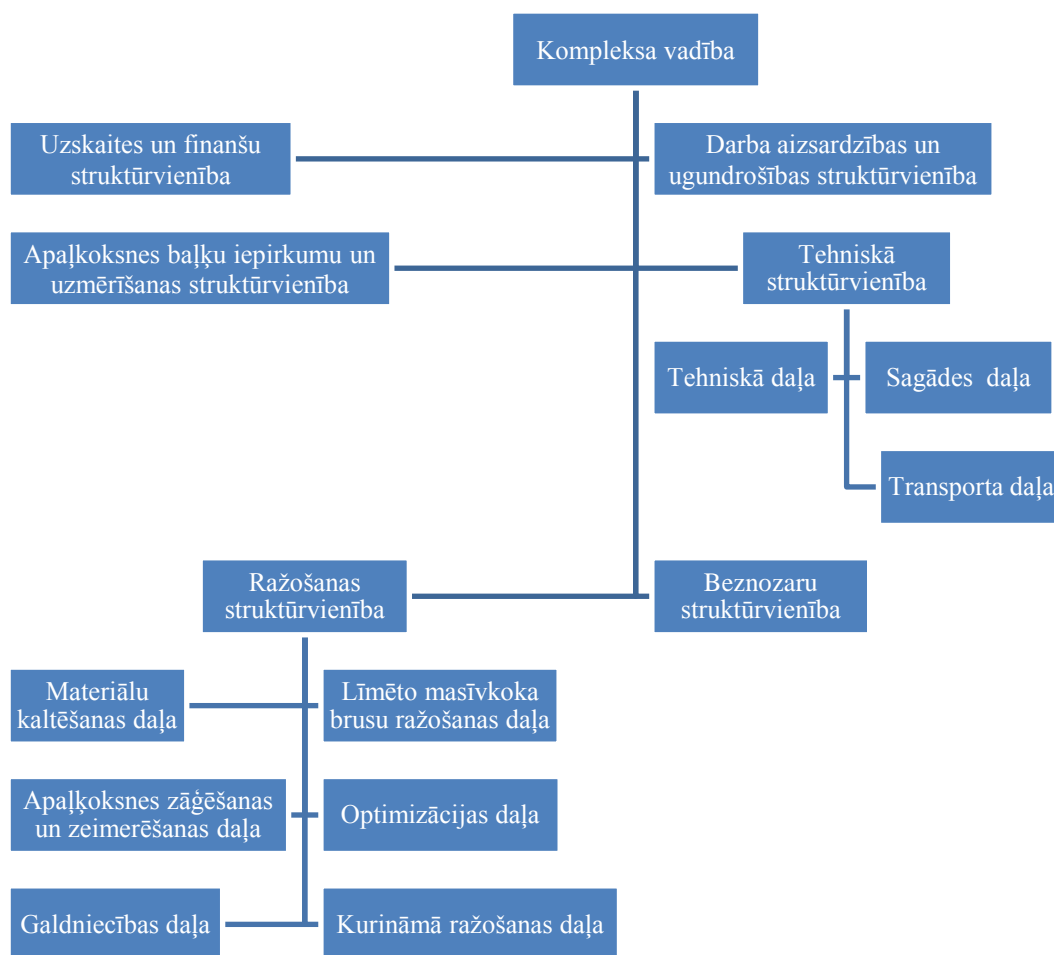 Kompleksa vadība
Uzskaites un finanšu
struktūrvienība
Darba aizsardzības un
ugundrošības struktūrvienība
Apaļkoksnes baļķu iepirkumu un
uzmērīšanas struktūrvienība
Tehniskā
struktūrvienība
Tehniskā daļa
Sagādes daļa
Transporta daļa
Ražošanas
struktūrvienība
Beznozaru
struktūrvienība
Materiālu
kaltēšanas daļa
Līmēto masīvkoka
brusu ražošanas daļa
Apaļķoksnes zāģēšanas
un zeimerēšanas daļa
Optimizācijas daļa
Galdniecības daļa
Kurināmā ražošanas daļa